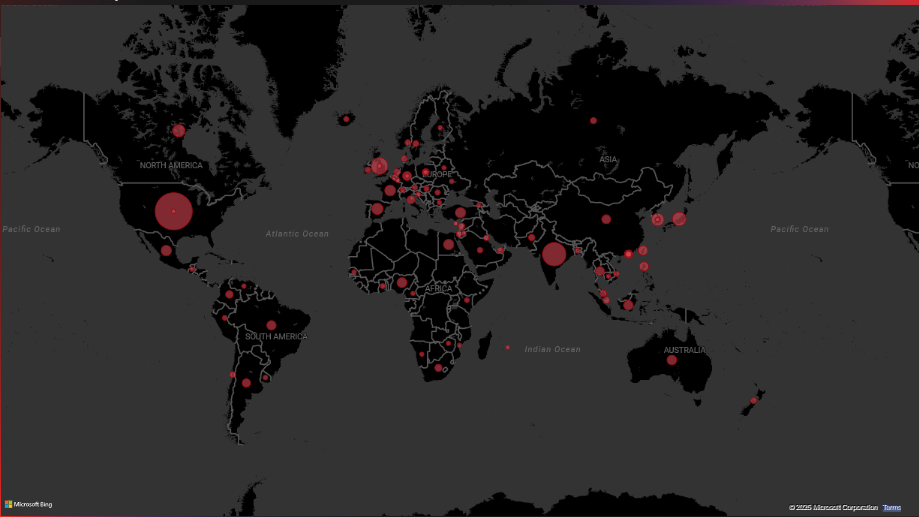 NORTH AMERICA
ASIA
EUROPE
Pacific Ocean
Atlantic Ocean
Pacific Ocean
AFRICA
SOUTH AMERICA
Indian Ocean
AUSTRALIA
NO
Microsoft Bing
© 2025 Microsoft Corporation Terms